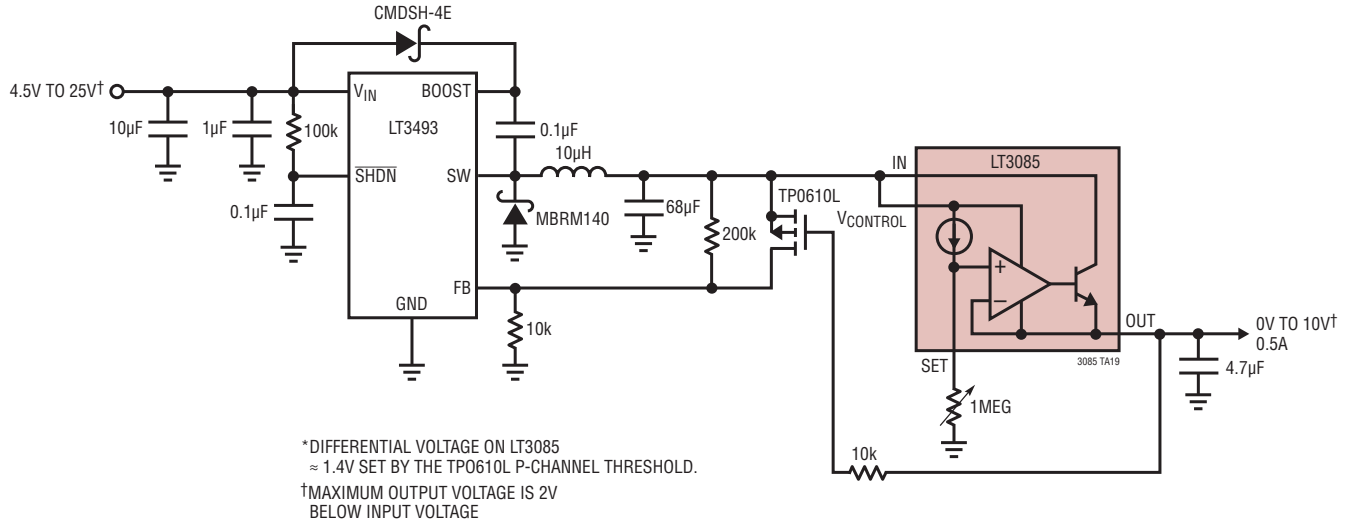 CMDSH-4E
4.5V TO 25V†
VIN
BOOST
LT3493
10µF
1µF
100k
0.1µF
10µH
SHDN
SW
0.1µF
MBRM140
68µF
200k
TP0610L
IN
LT3085
VCONTROL
FB
GND
10k
+
–
OUT
0V TO 10V†
0.5A
3085 TA19
SET
4.7µF
1MEG
10k
*DIFFERENTIAL VOLTAGE ON LT3085
≈ 1.4V SET BY THE TP0610L P-CHANNEL THRESHOLD.
†MAXIMUM OUTPUT VOLTAGE IS 2V
BELOW INPUT VOLTAGE